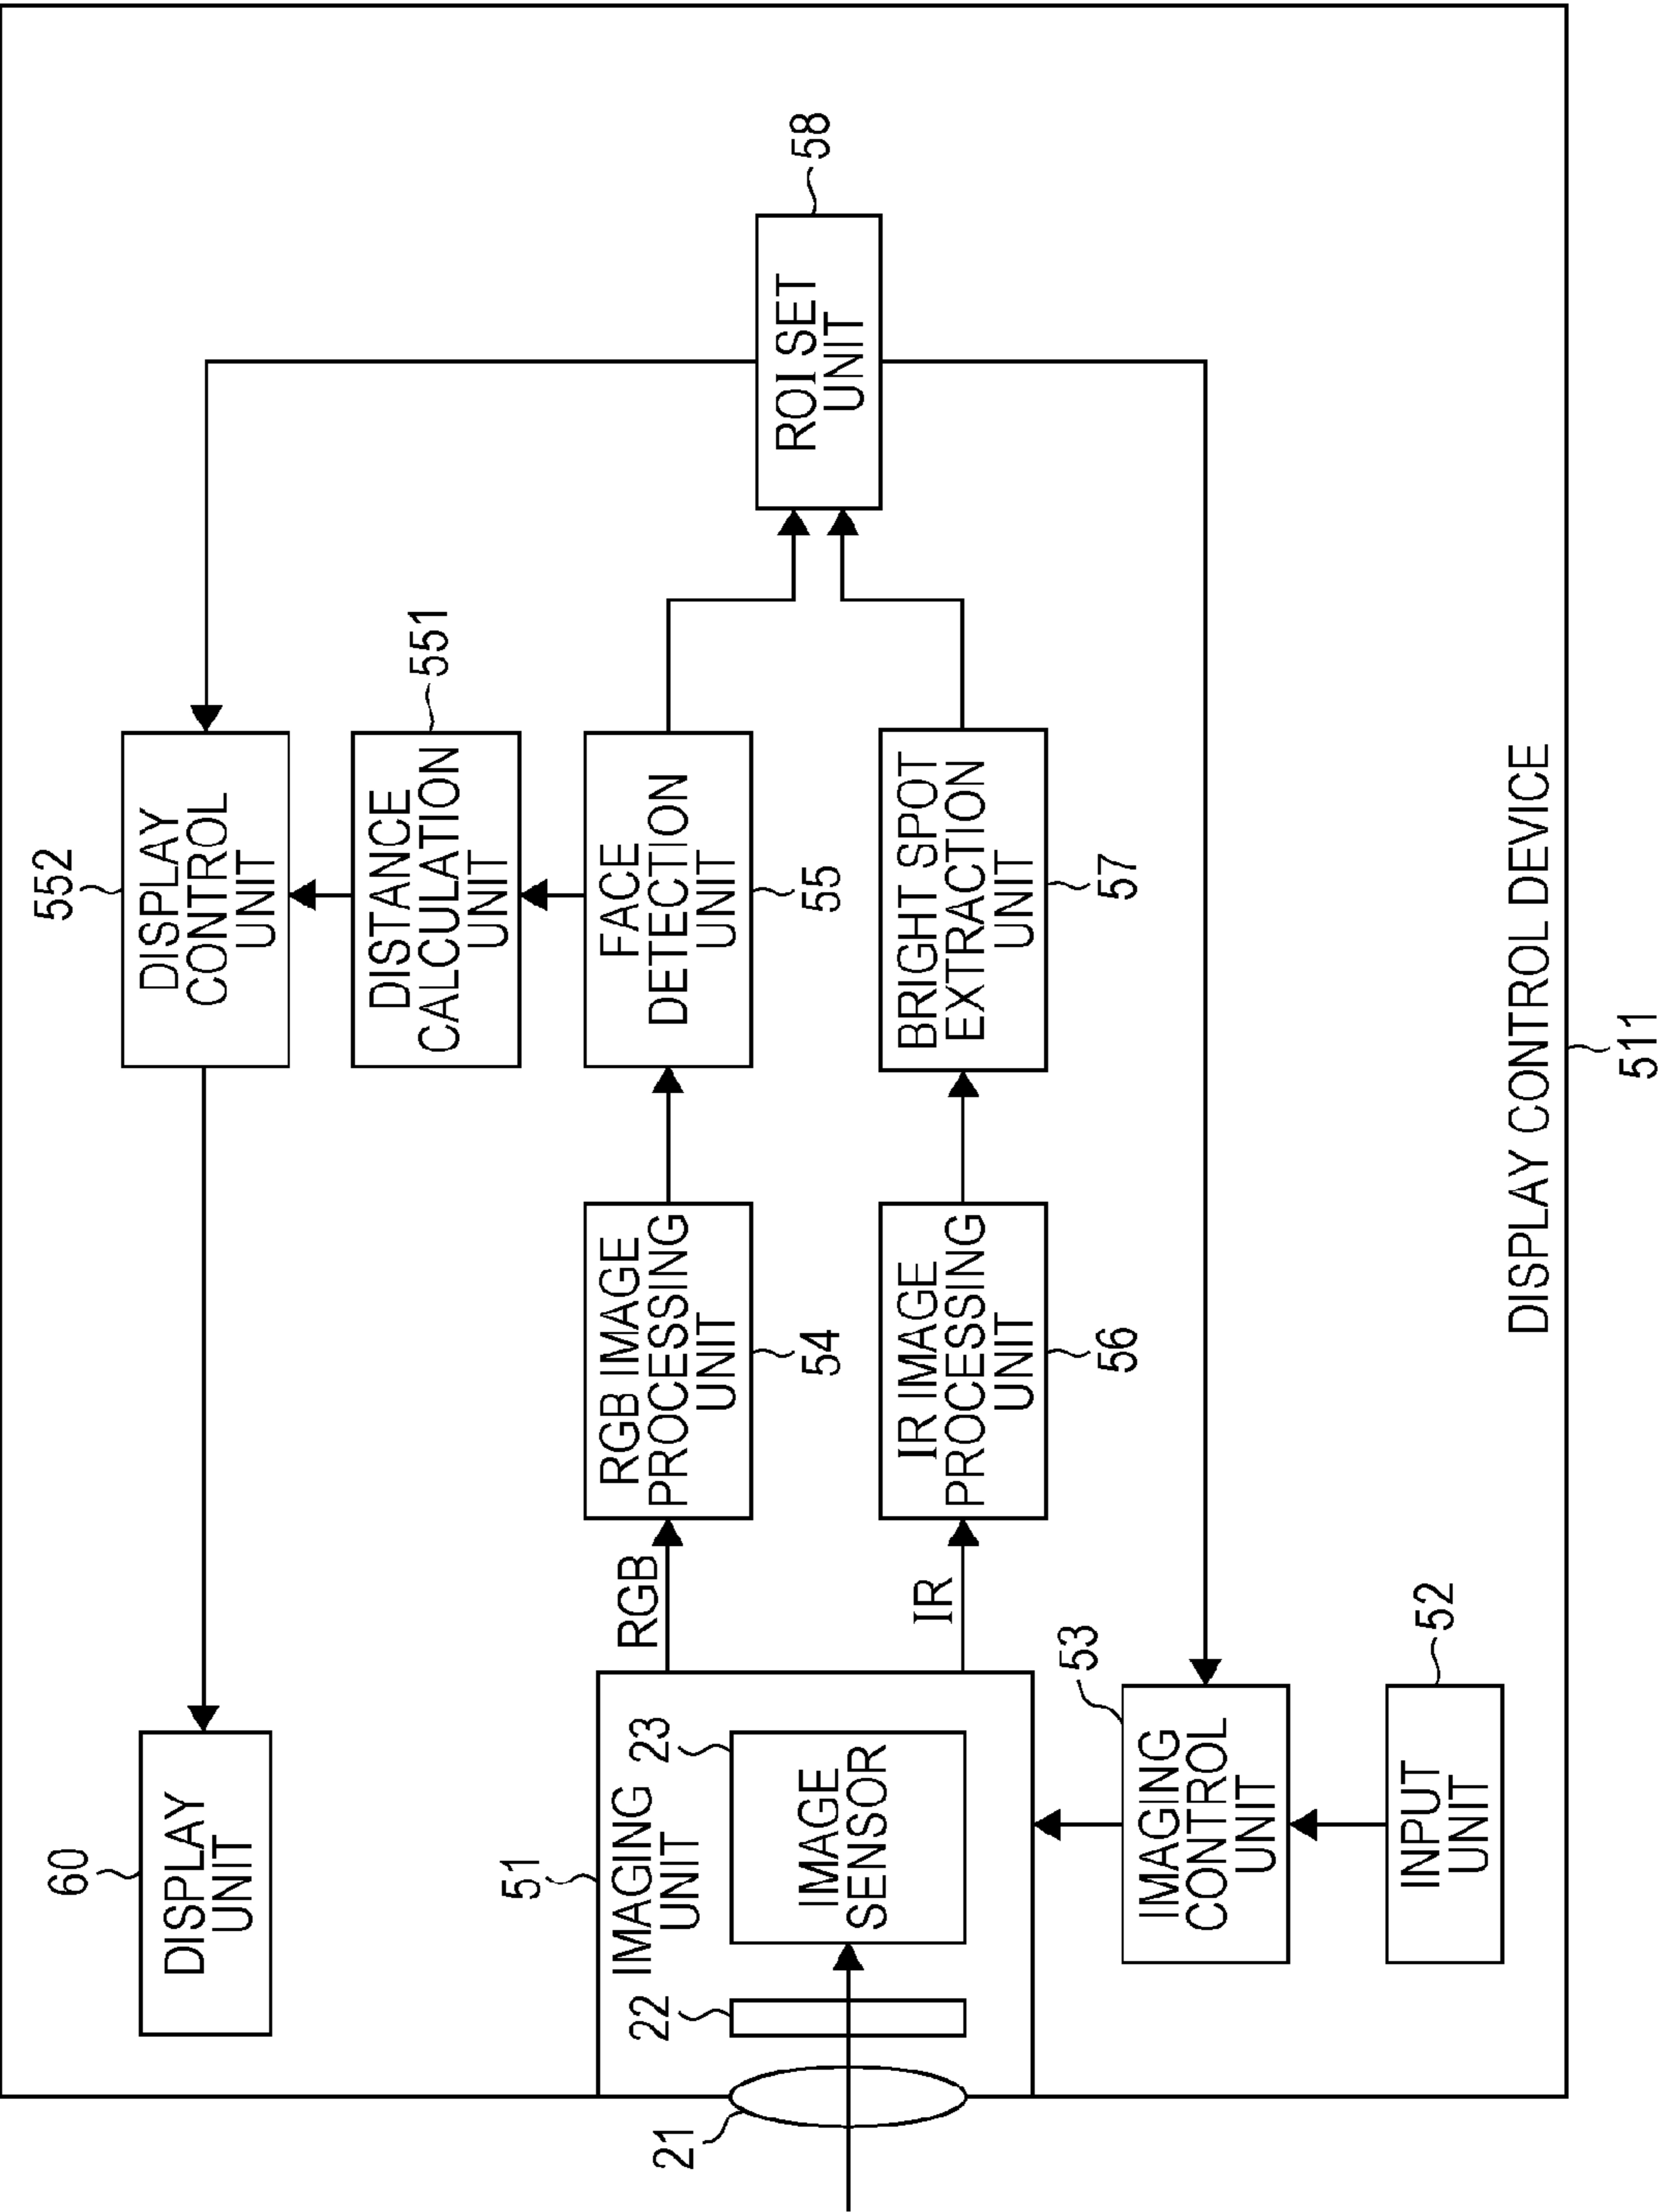 60
DISPLAY
UNIT
552
DISPLAY
CONTROL
UNIT
551
DISTANCE
CALCULATION
UNIT
21
22
51
IMAGING
UNIT
23
IMAGE
SENSOR
RGB
RGB IMAGE
PROCESSING
UNIT
54
FACE
DETECTION
UNIT
55
IR
IR IMAGE
PROCESSING
UNIT
56
BRIGHT SPOT
EXTRACTION
UNIT
57
ROI SET
UNIT
58
53
IMAGING
CONTROL
UNIT
52
INPUT
UNIT
DISPLAY CONTROL DEVICE
511